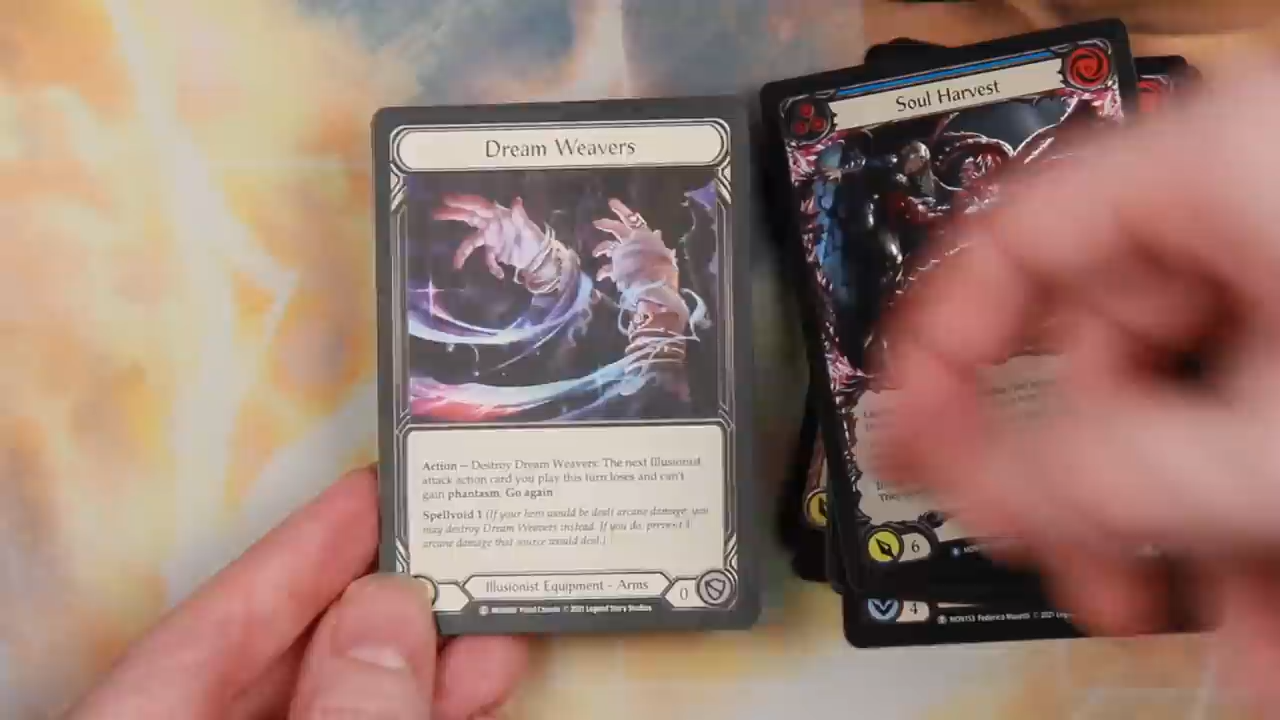 Dream Weavers
Action — Destroy Dream Weavers: The next Illusionist
attack action card you play this turn loses and can't
gain phantasm. Go again
Spellvoid 1 (If your hero would be dealt arcane damage, you
may destroy Dream Weavers instead. If you do, prevent 1
arcane damage that source would deal.)
Illusionist Equipment - Arms
0
© 2021 Legend Story Studios
Soul Harvest
6
4
MON153 Federico Musetti © 2021